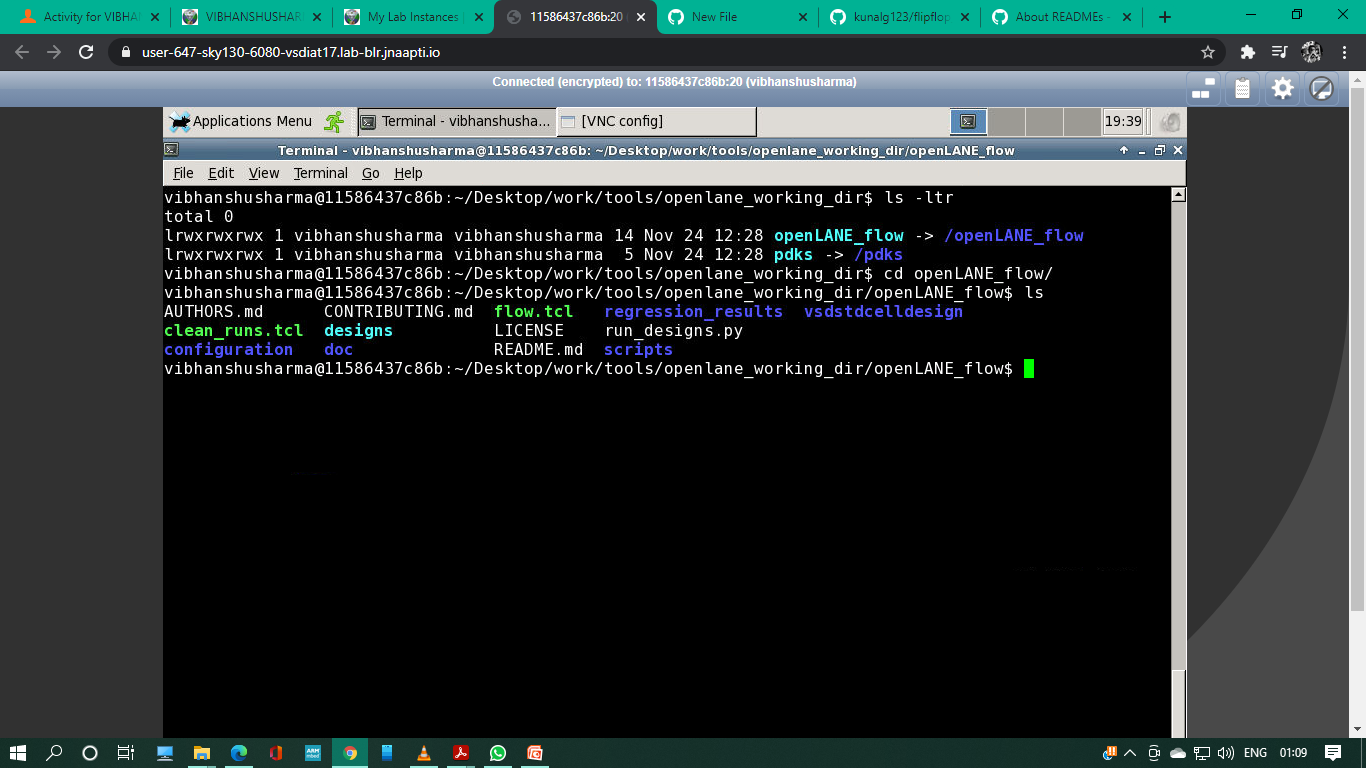 Activity for VIBHAN
VIBHANSHUSHAR
My Lab Instances
11586437c86b:20
New File
kunalg123/flipflop
About READMEs -
user-647-sky130-6080-vsdiat17.lab-blr.jnaapti.io
Connected (encrypted) to: 11586437c86b:20 (vibhanshusharma)
Applications Menu
Terminal - vibhanshusha...
[VNC config]
19:39
Terminal - vibhanshusharma@11586437c86b: ~/Desktop/work/tools/openlane_working_dir/openLANE_flow
File Edit View Terminal Go Help
vibhanshusharma@11586437c86b:~/Desktop/work/tools/openlane_working_dir$ ls -ltr
total 0
lrwxrwxrwx 1 vibhanshusharma vibhanshusharma 14 Nov 24 12:28 openLANE_flow -> /openLANE_flow
lrwxrwxrwx 1 vibhanshusharma vibhanshusharma  5 Nov 24 12:28 pdks -> /pdks
vibhanshusharma@11586437c86b:~/Desktop/work/tools/openlane_working_dir$ cd openLANE_flow/
vibhanshusharma@11586437c86b:~/Desktop/work/tools/openlane_working_dir/openLANE_flow$ ls
AUTHORS.md      CONTRIBUTING.md  flow.tcl   regression_results  vsdstdcelldesign
clean_runs.tcl  designs          LICENSE    run_designs.py
configuration   doc              README.md  scripts
vibhanshusharma@11586437c86b:~/Desktop/work/tools/openlane_working_dir/openLANE_flow$
ENG
01:09